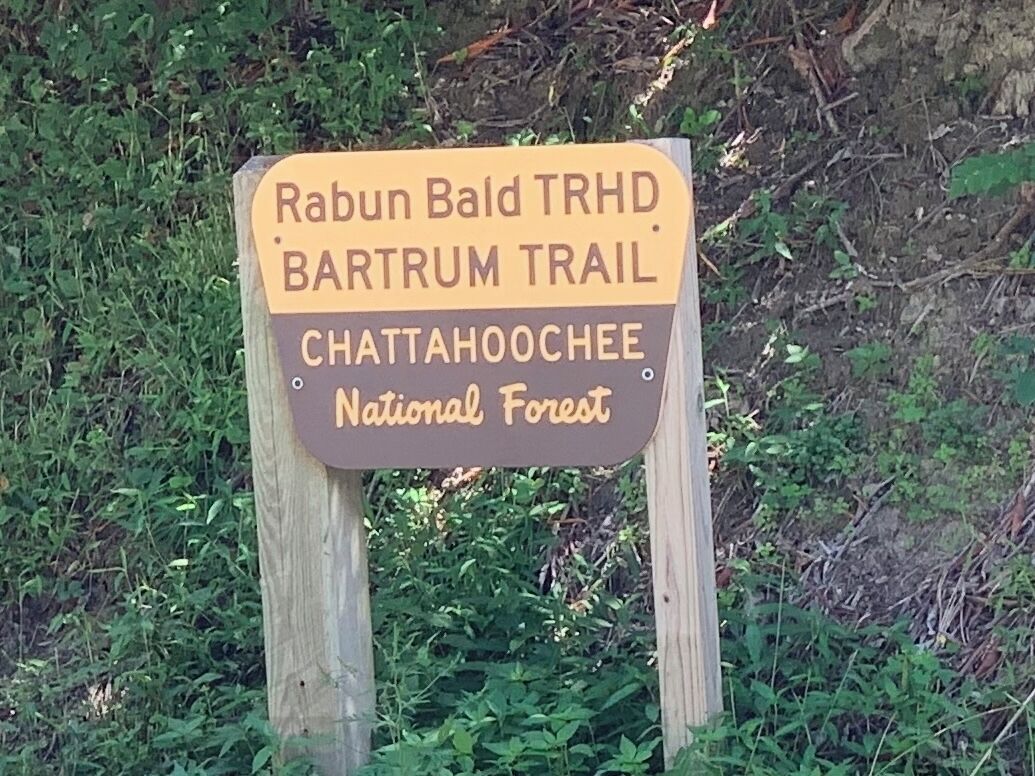 Rabun Bald TRHD
BARTRUM TRAIL
CHATTAHOOCHEE
National Forest